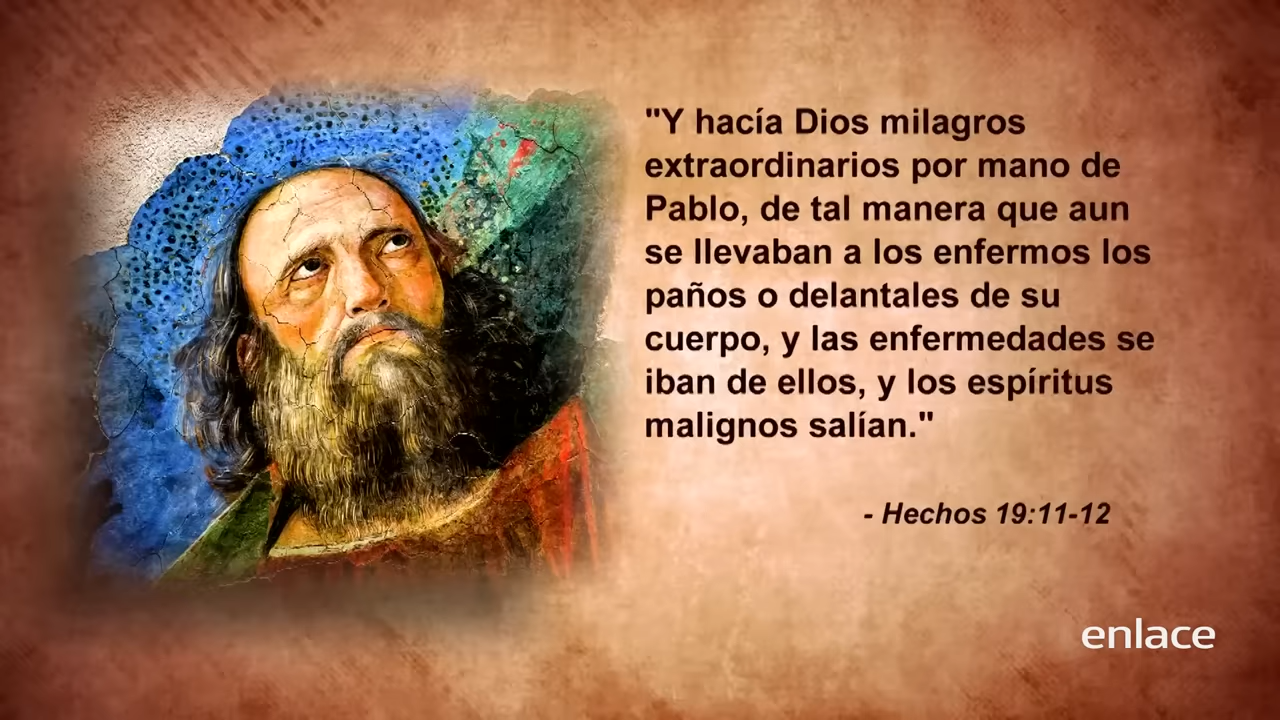 "Y hacía Dios milagros
extraordinarios por mano de
Pablo, de tal manera que aun
se llevaban a los enfermos los
paños o delantales de su
cuerpo, y las enfermedades se
iban de ellos, y los espíritus
malignos salían."
- Hechos 19:11-12
enlace